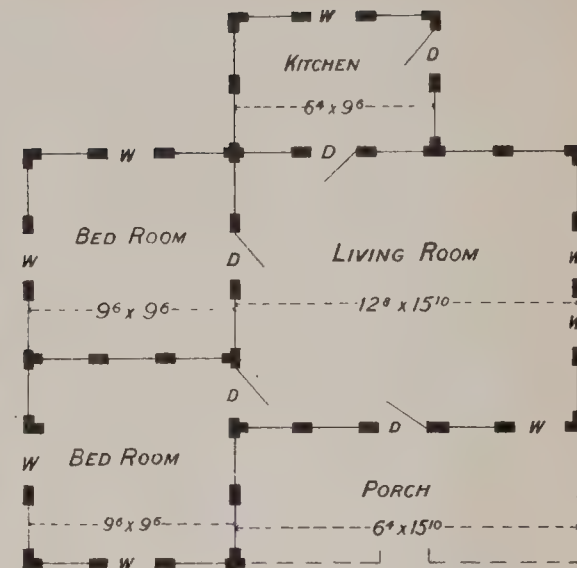 W
KITCHEN
D
6⁴ x 9⁶
D
W
BED ROOM
LIVING ROOM
W
D
W
9⁶ x 9⁶
12⁸ x 15¹⁰
W
D
D
W
W
BED ROOM
PORCH
9⁶ x 9⁶
6⁴ x 15¹⁰
W